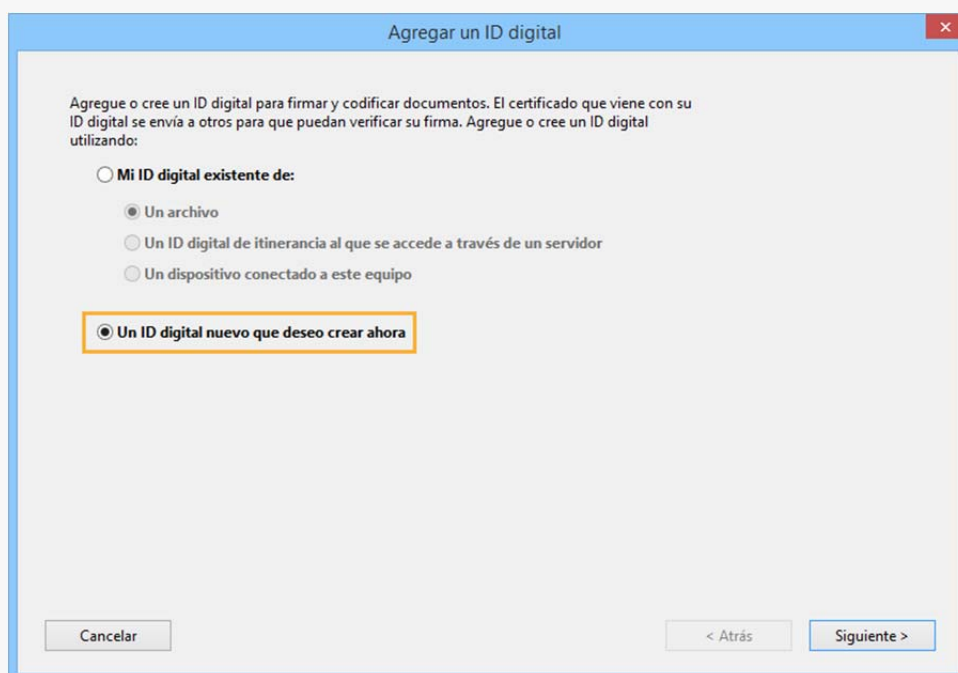 Agregar un ID digital
Agregue o cree un ID digital para firmar y codificar documentos. El certificado que viene con su
ID digital se envía a otros para que puedan verificar su firma. Agregue o cree un ID digital
utilizando:
Mi ID digital existente de:
Un archivo
Un ID digital de itinerancia al que se accede a través de un servidor
Un dispositivo conectado a este equipo
Un ID digital nuevo que deseo crear ahora
Cancelar
< Atrás
Siguiente >